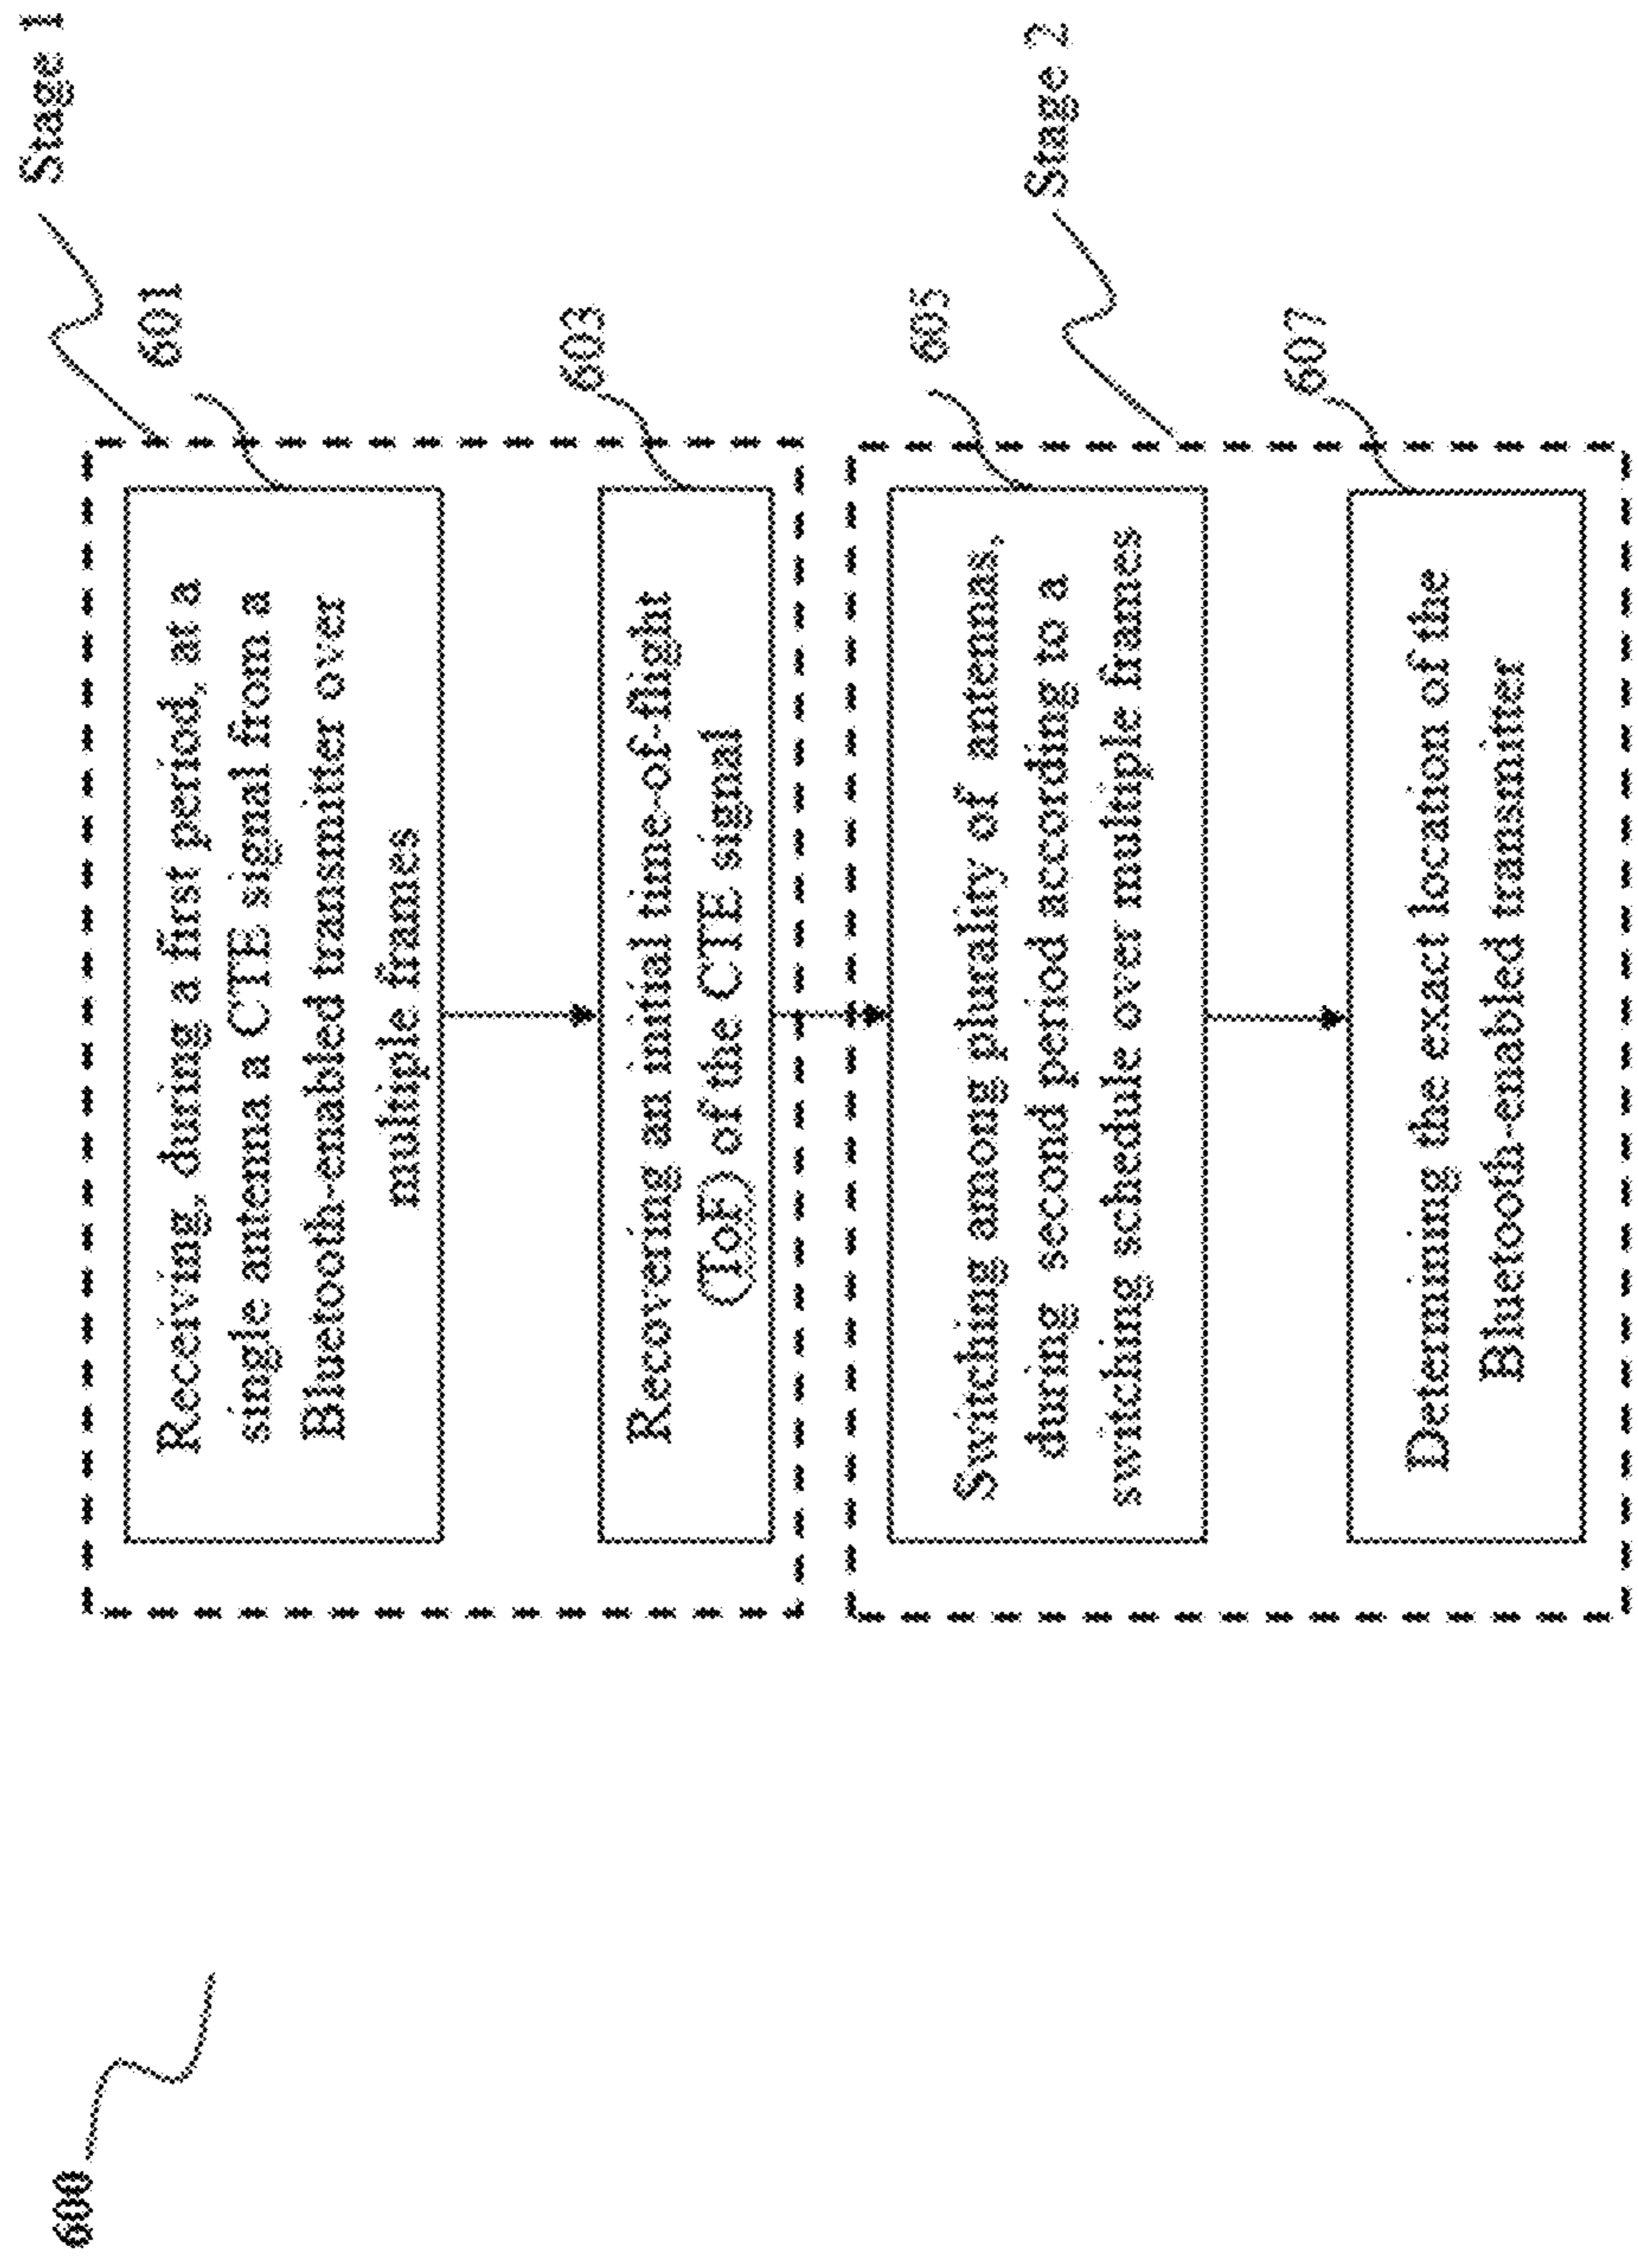 600
Stage 1
601
Receiving, during a first period, at a
single antenna a CTE signal from a
Bluetooth-enabled transmitter over
multiple frames
603
Recovering an initial time-of-flight
(ToF) of the CTE signal
Stage 2
605
Switching among plurality of antennas,
during second period according to a
switching schedule over multiple frames
607
Determining the exact location of the
Bluetooth-enabled transmitter